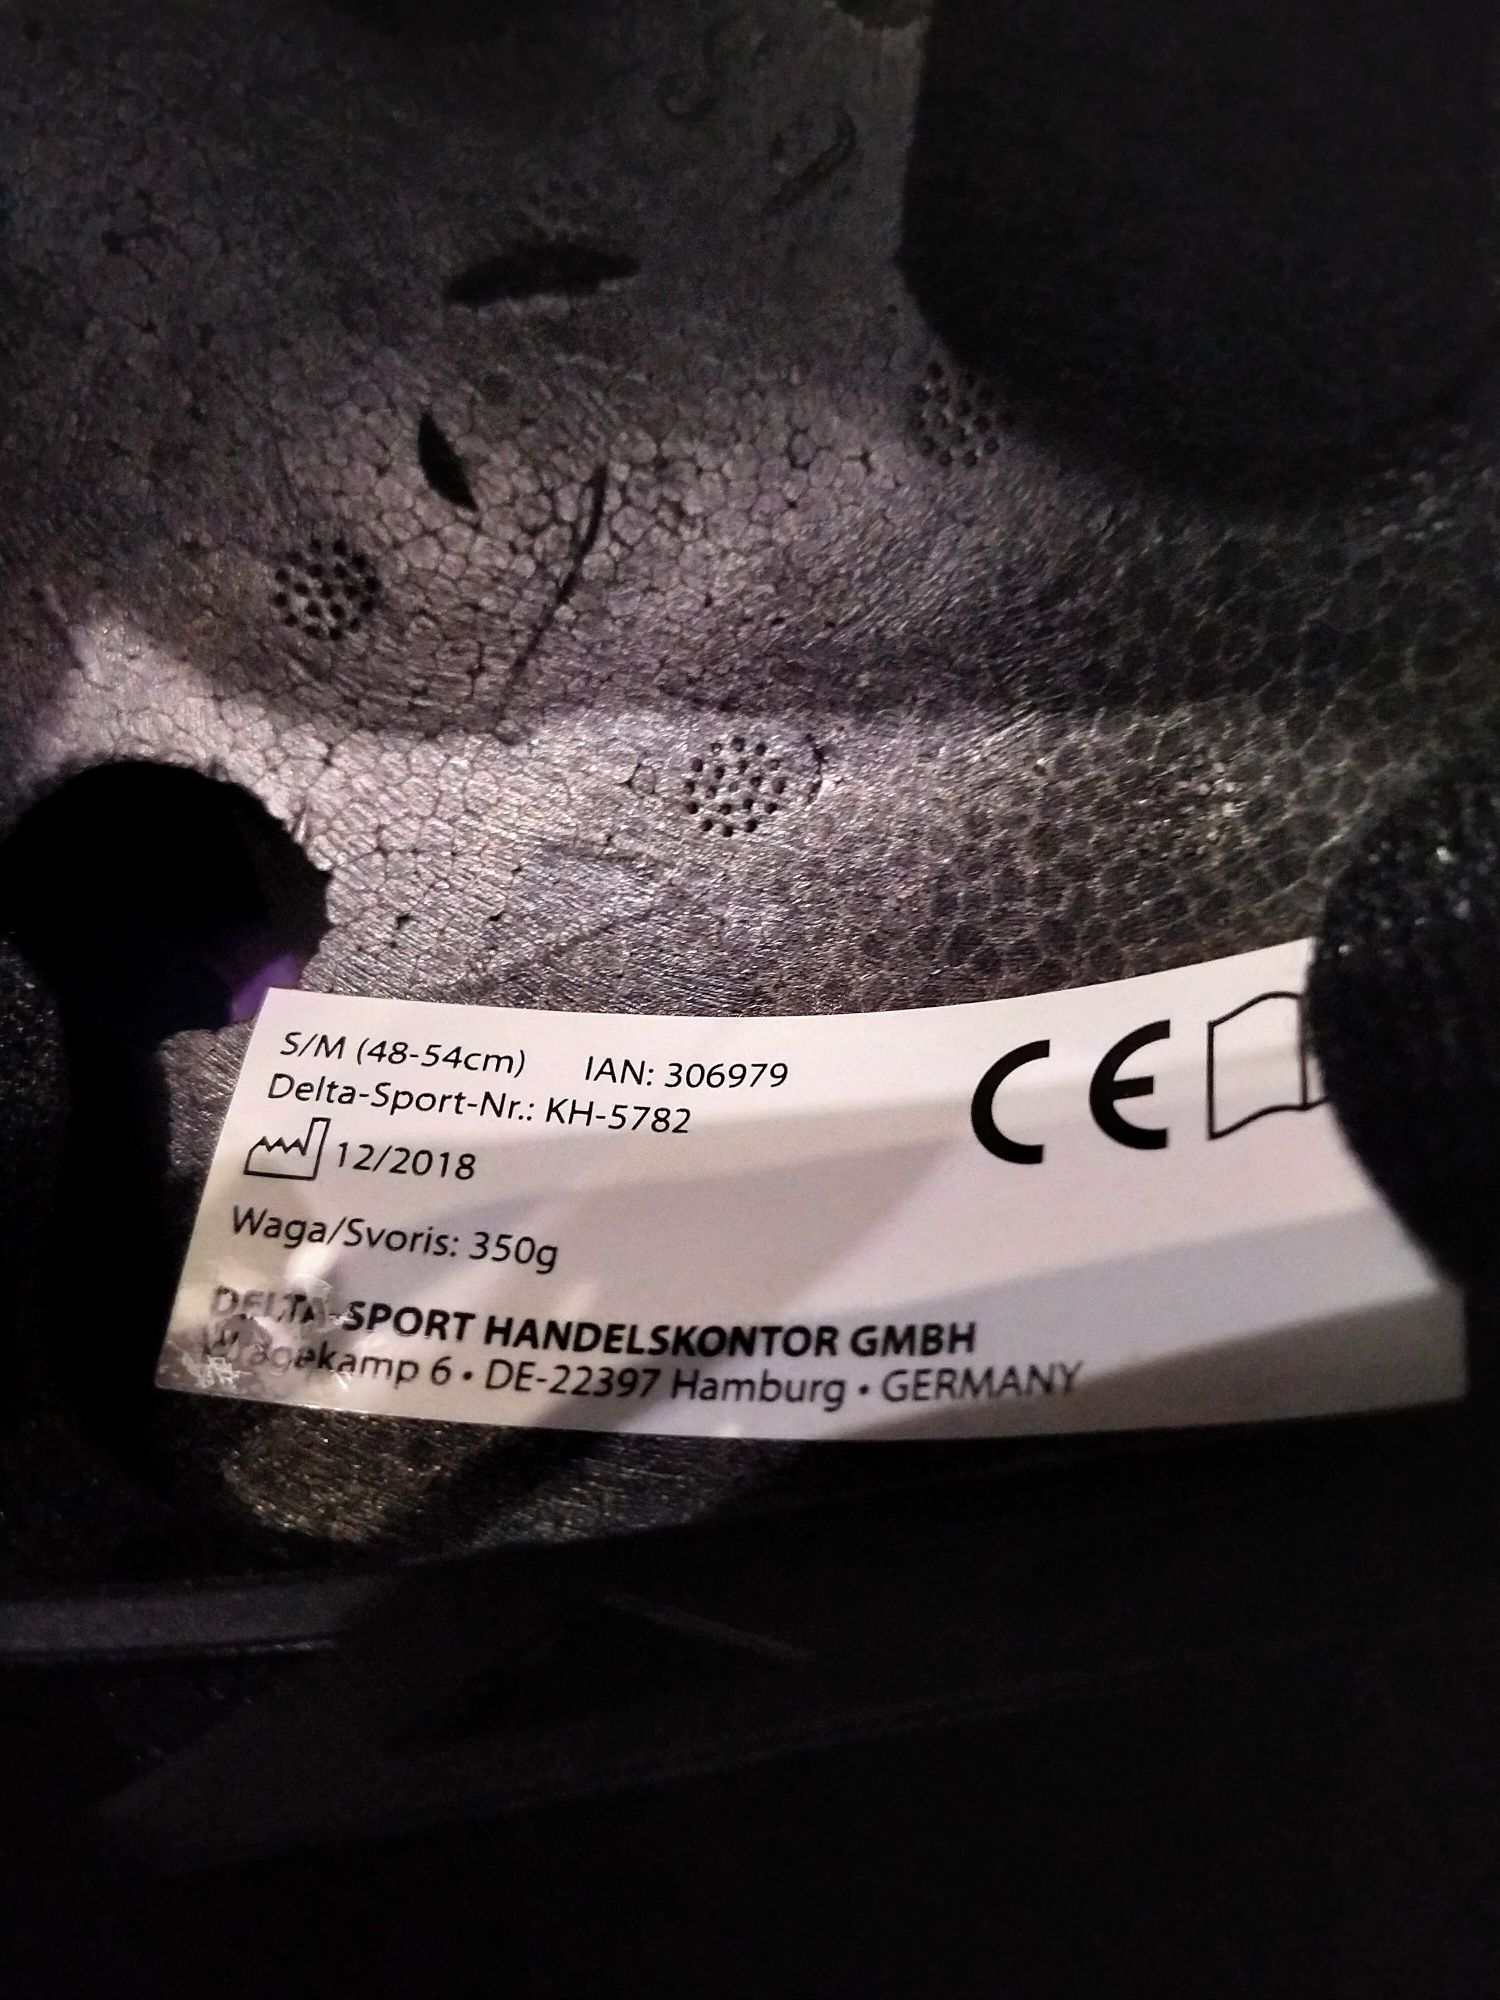 S/M (48-54cm) IAN: 306979
Delta-Sport-Nr.: KH-5782
12/2018
Waga/Svoris: 350g
DELTA-SPORT HANDELSKONTOR GMBH
Wragekamp 6 • DE-22397 Hamburg • GERMANY
CE